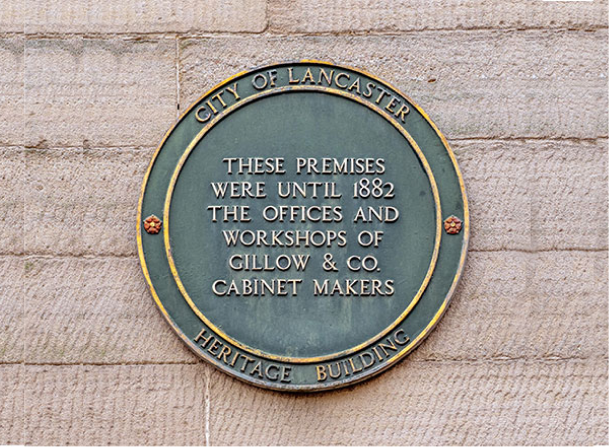 CITY OF LANCASTER
THESE PREMISES
WERE UNTIL 1882
THE OFFICES AND
WORKSHOPS OF
GILLOW & CO.
CABINET MAKERS
HERITAGE BUILDING